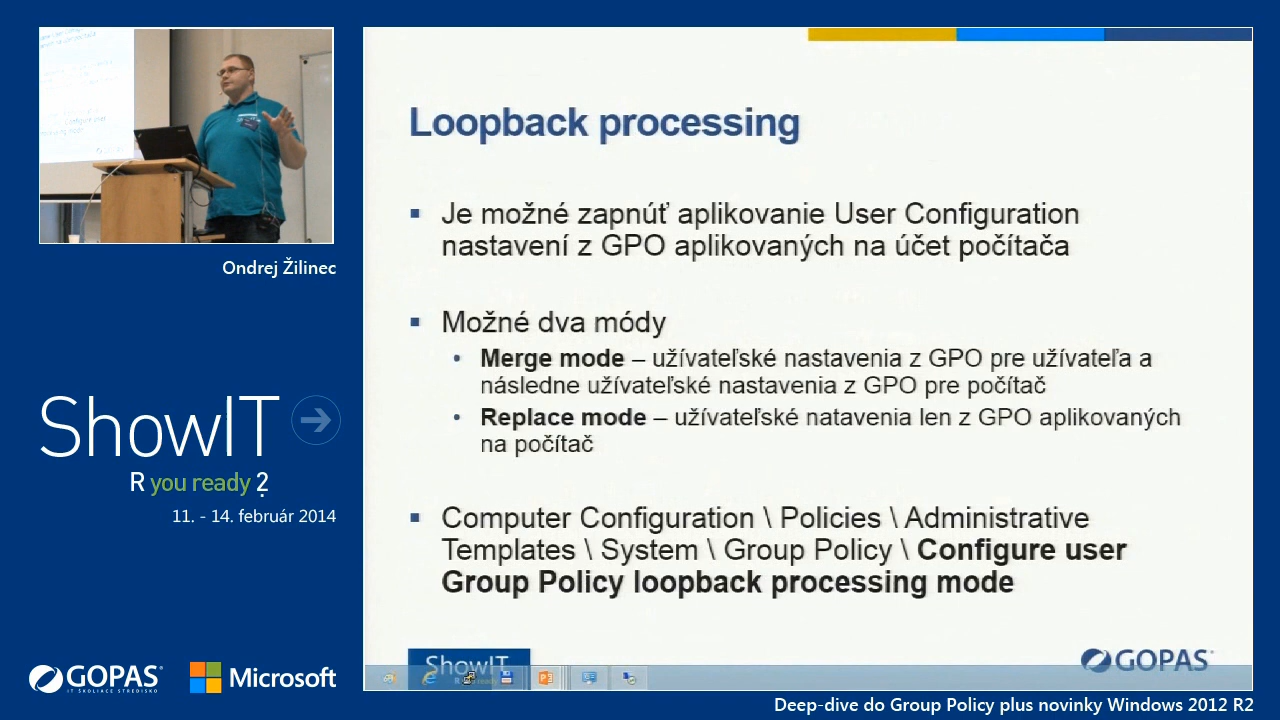 Ondrej Žilinec
ShowIT
R you ready ?
11. - 14. február 2014
GOPAS
IT ŠKOLIACE STREDISKO
Microsoft
Loopback processing
Je možné zapnúť aplikovanie User Configuration
nastavení z GPO aplikovaných na účet počítača
Možné dva módy
Merge mode – užívateľské nastavenia z GPO pre užívateľa a
následne užívateľské nastavenia z GPO pre počítač
Replace mode – užívateľské natavenia len z GPO aplikovaných
na počítač
Computer Configuration \ Policies \ Administrative
Templates \ System \ Group Policy \ Configure user
Group Policy loopback processing mode
ShowIT
GOPAS
Deep-dive do Group Policy plus novinky Windows 2012 R2